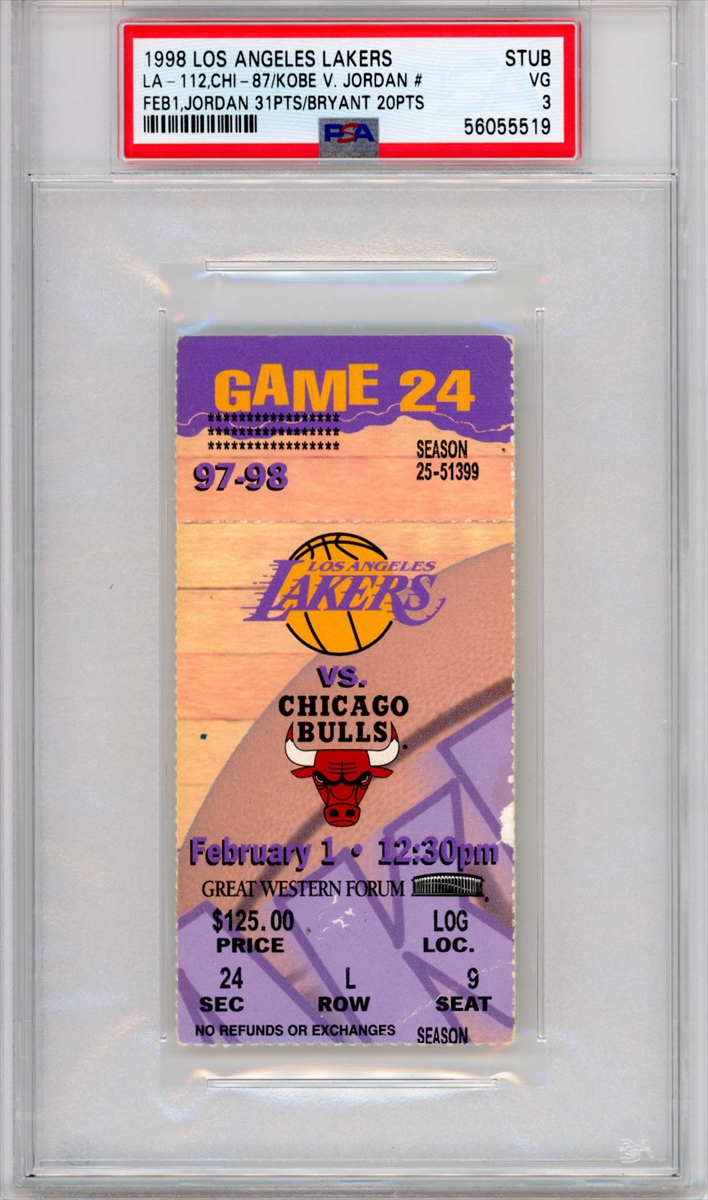 1998 LOS ANGELES LAKERS STUB
LA-112,CHI-87/KOBE V. JORDAN # VG
FEB1,JORDAN 31PTS/BRYANT 20PTS 3
PSA 56055519
GAME 24
****************
****************
****************
SEASON
97-98 25-51399
LOS ANGELES
LAKERS
VS.
CHICAGO
BULLS
February 1 • 12:30pm
GREAT WESTERN FORUM
$125.00 LOG
PRICE LOC.
24 L 9
SEC ROW SEAT
NO REFUNDS OR EXCHANGES SEASON